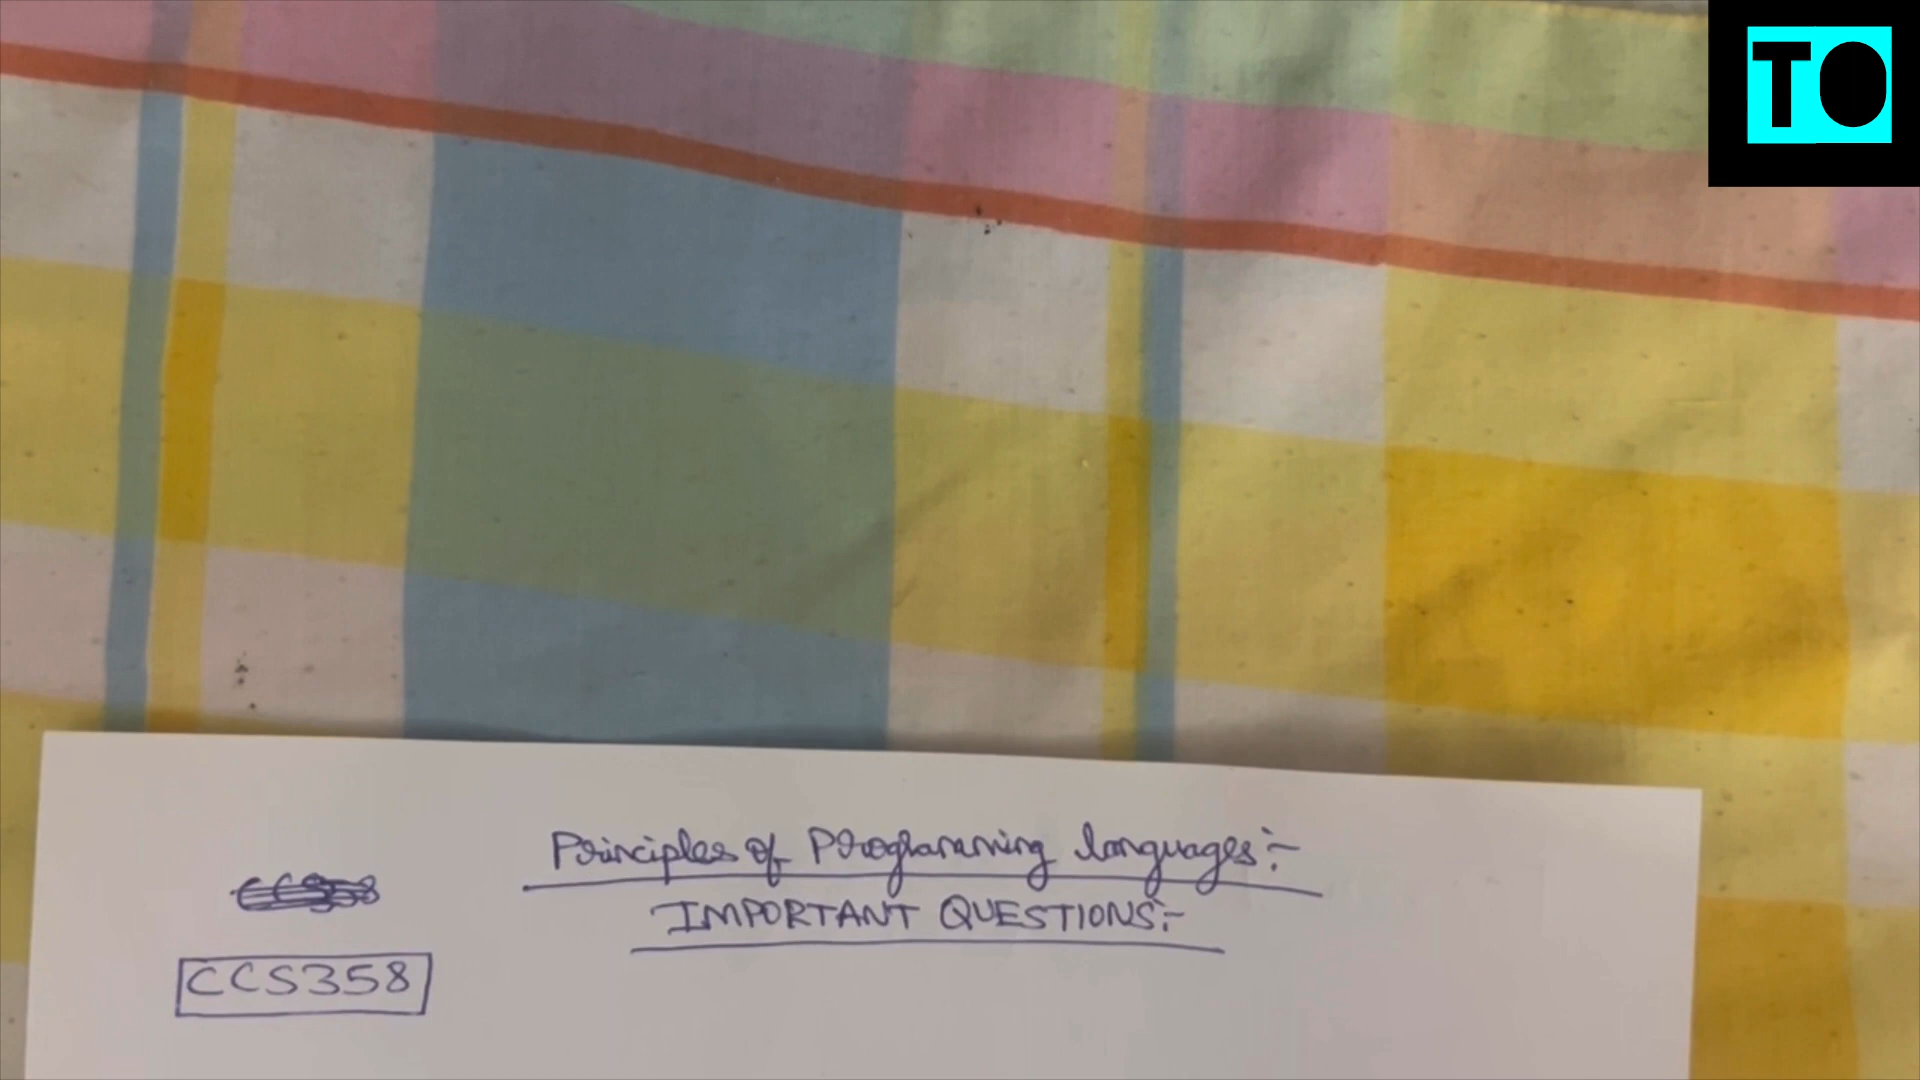 TO
Principles of Programming languages:-
IMPORTANT QUESTIONS:-
CCS358